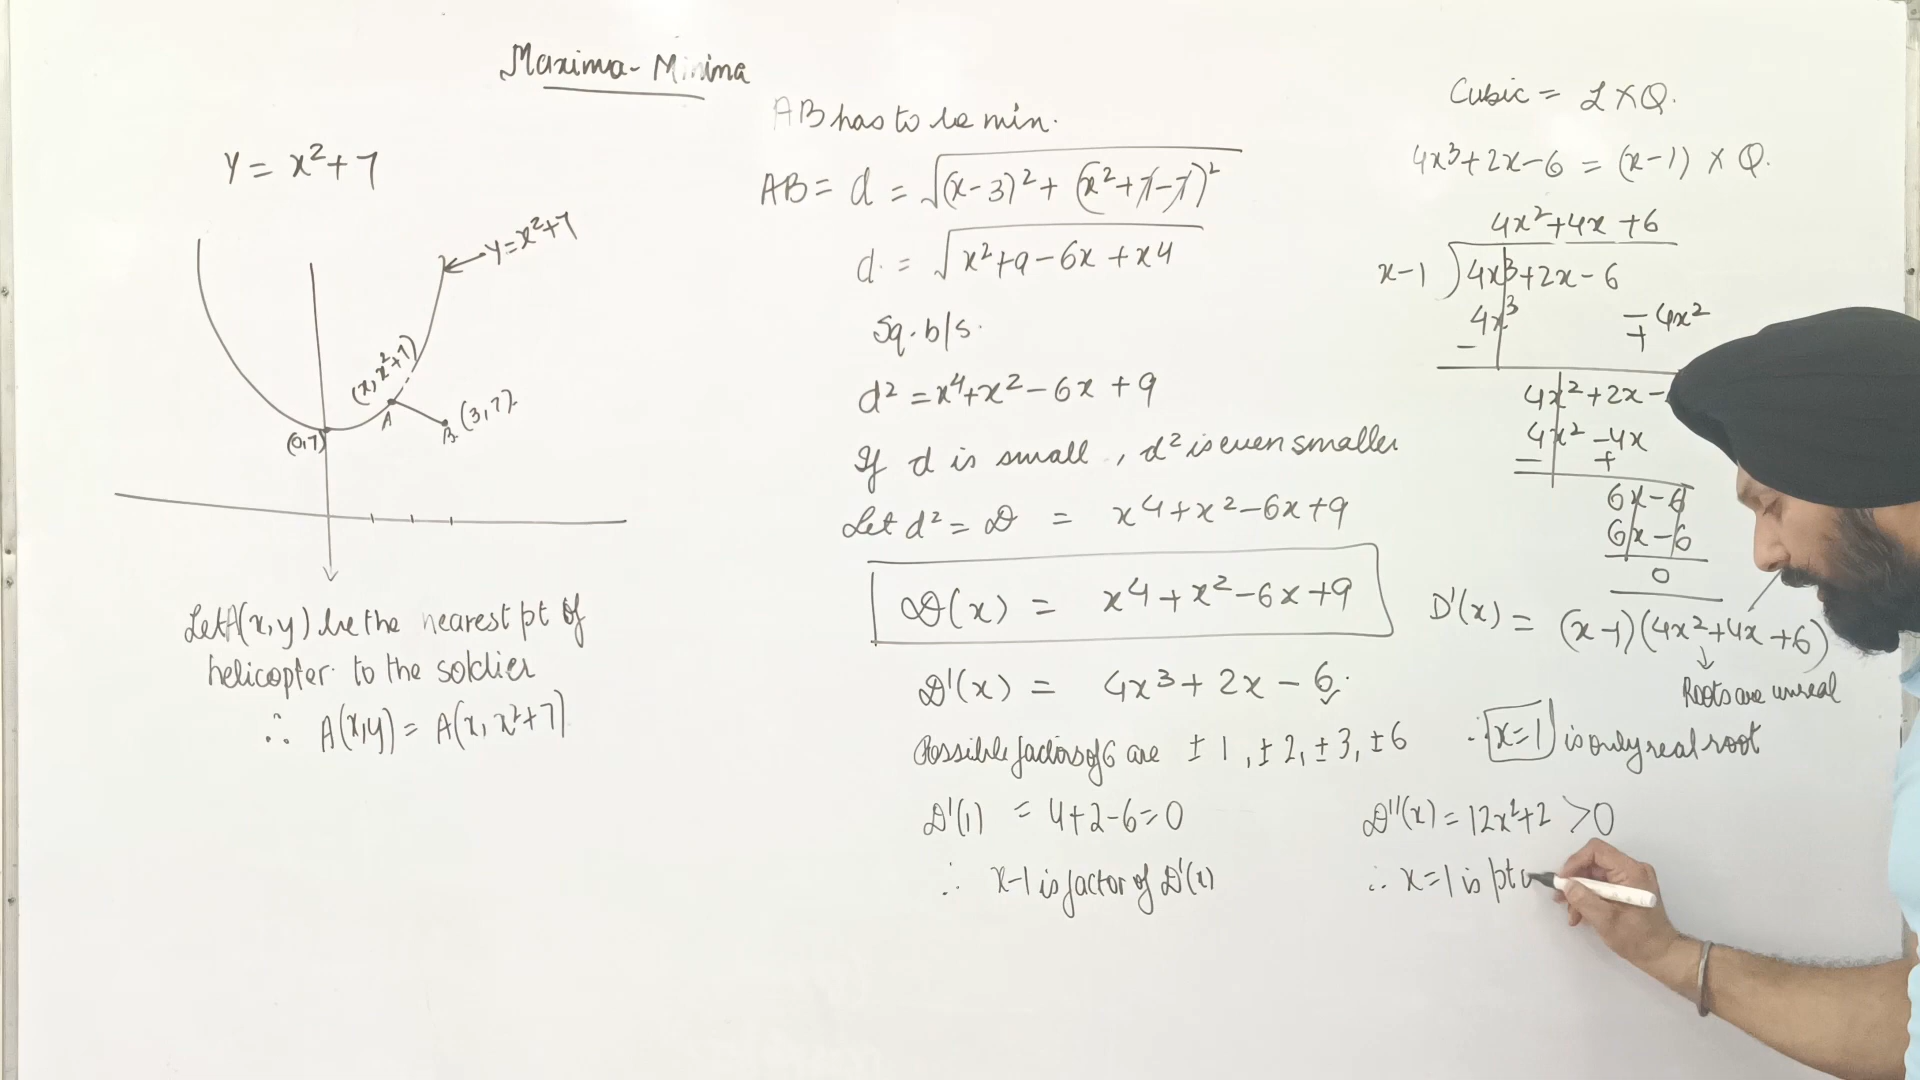 Maxima-Minima
y = x²+7
y=x²+7
(x, x²+7)
A
B (3,7).
(0,7)
Let A(x,y) be the nearest pt of
helicopter to the soldier
∴ A(x,y) = A(x, x²+7)
AB has to be min.
AB = d = √(x-3)²+(x²+7-7)²
d = √x²+9-6x+x4
Sq. b/s.
d² = x⁴+x²-6x+9
If d is small, d² is even smaller
Let d² = D = x4+x²-6x+9
D(x) = x4+x²-6x+9
D'(x) = 4x3+2x-6.
Possible factors of 6 are ±1, ±2, ±3, ±6
D'(1) = 4+2-6=0
∴ x-1 is factor of D'(x)
Cubic = L×Q.
4x3+2x-6 = (x-1) × Q.
4x²+4x+6
x-1 ) 4x3+2x-6
4x3 - 4x²
- +
4x²+2x-
4x² -4x
- +
6x-6
6x-6
0
D'(x) = (x-1)(4x²+4x+6)
↓
Roots are unreal
∴ x=1 is only real root
D''(x) = 12x²+2 >0
∴ x=1 is pt